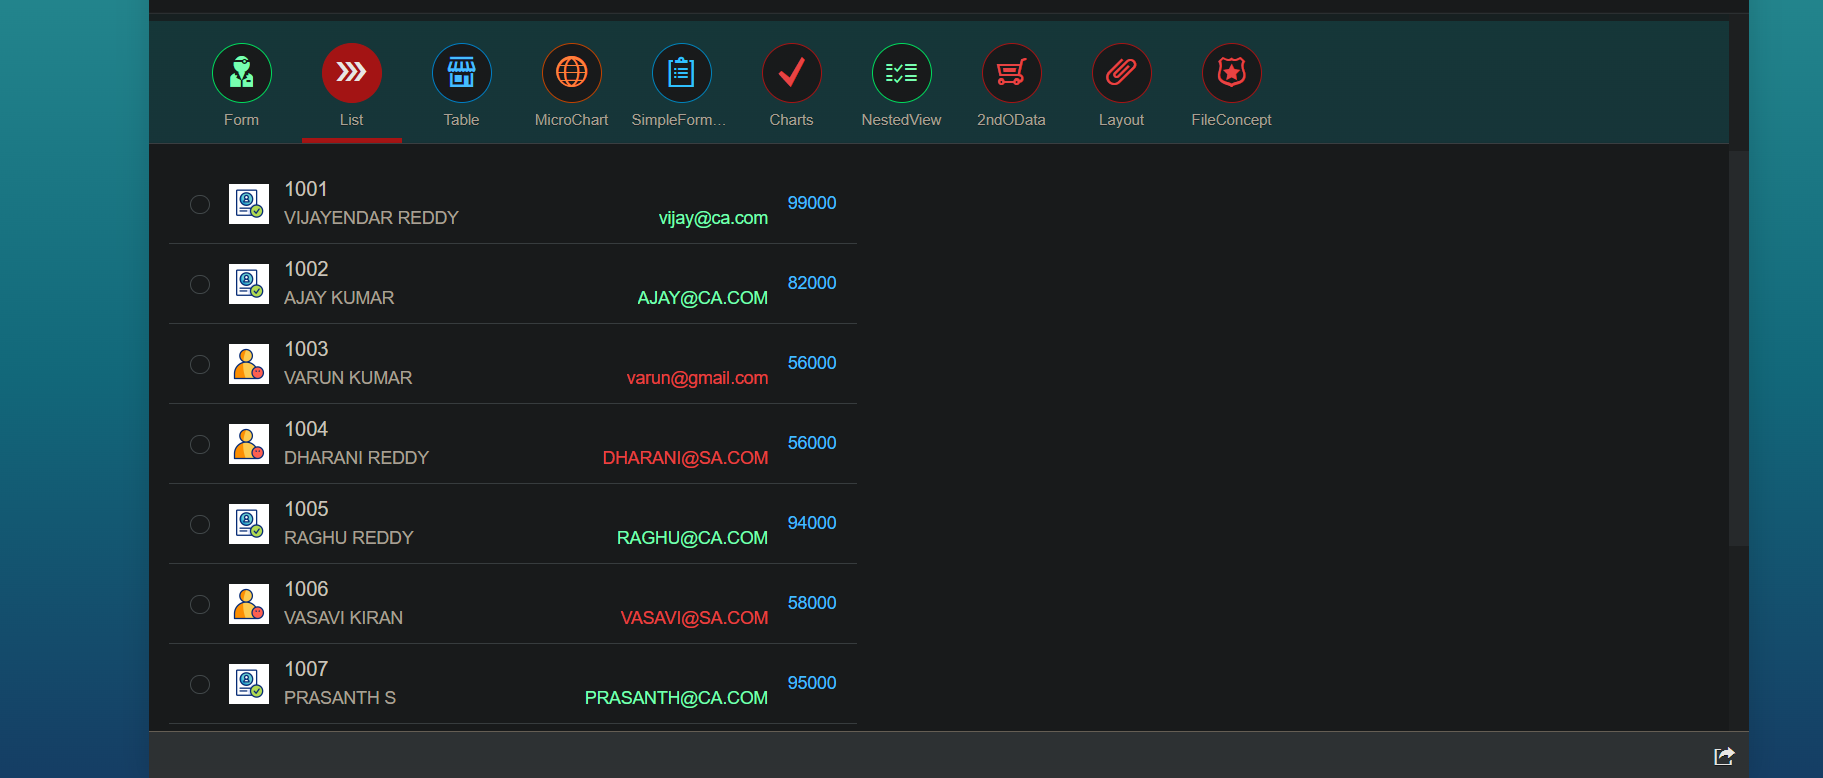 Form List Table MicroChart SimpleForm... Charts NestedView 2ndOData Layout FileConcept
1001
VIJAYENDAR REDDY vijay@ca.com 99000
1002
AJAY KUMAR AJAY@CA.COM 82000
1003
VARUN KUMAR varun@gmail.com 56000
1004
DHARANI REDDY DHARANI@SA.COM 56000
1005
RAGHU REDDY RAGHU@CA.COM 94000
1006
VASAVI KIRAN VASAVI@SA.COM 58000
1007
PRASANTH S PRASANTH@CA.COM 95000